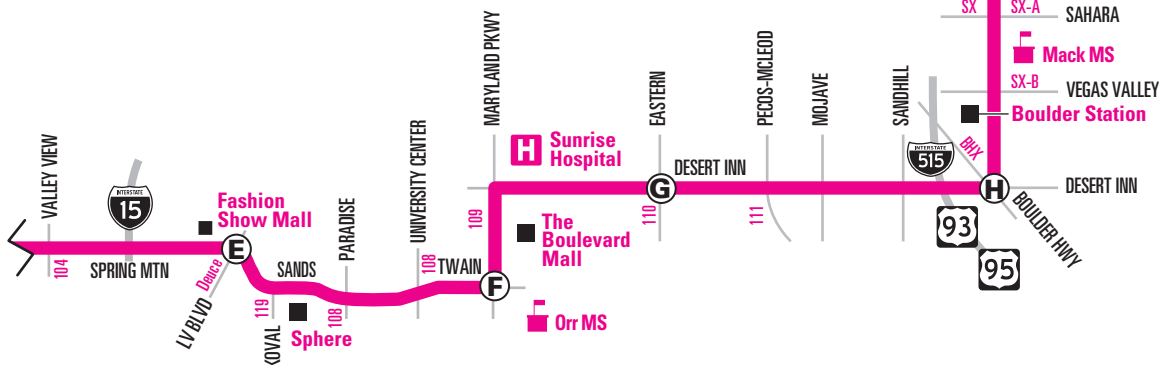 SX
SX-A
SAHARA
Mack MS
SX-B
VEGAS VALLEY
Boulder Station
MARYLAND PKWY
EASTERN
PECOS-MCLEOD
MOJAVE
SANDHILL
H
Sunrise
Hospital
INTERSTATE
515
BHX
UNIVERSITY CENTER
VALLEY VIEW
INTERSTATE
15
Fashion
Show Mall
PARADISE
109
G
DESERT INN
110
111
H
DESERT INN
BOULDER HWY
93
95
The
Boulevard
Mall
104
SPRING MTN
E
Deuce
LV BLVD
SANDS
119
108
108
TWAIN
F
Sphere
Orr MS